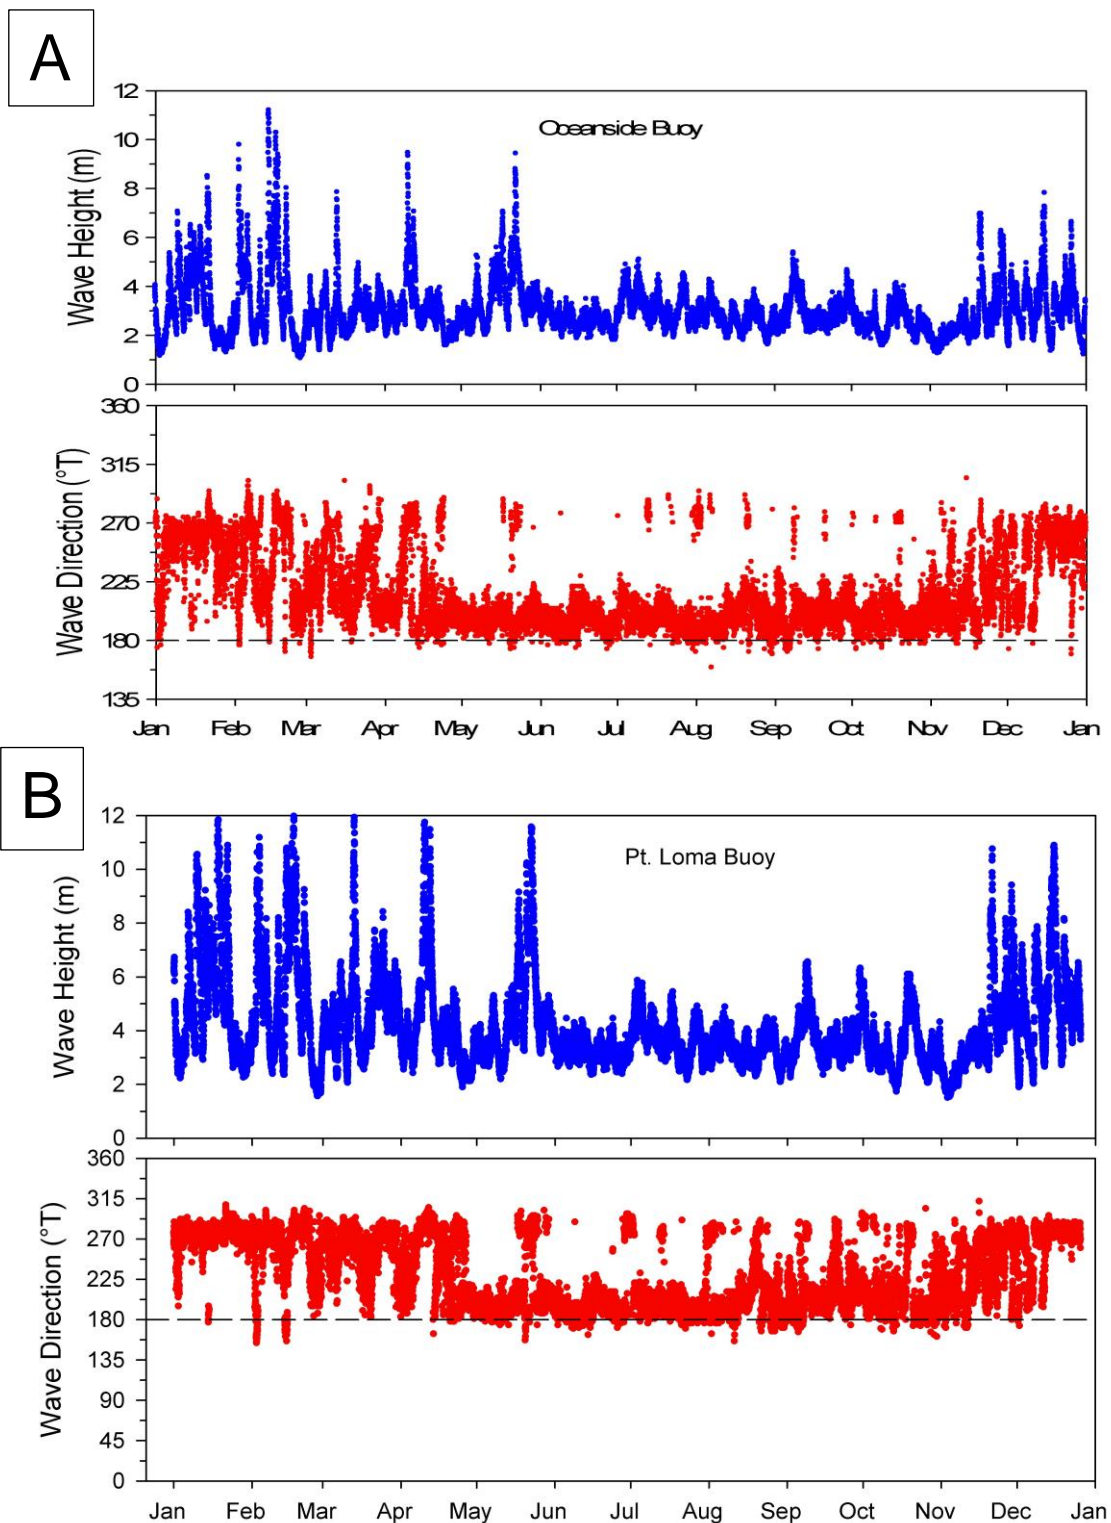 A
Wave Height (m)
12
10
8
6
4
2
0
Oceanside Buoy
Wave Direction (°T)
360
315
270
225
180
135
Jan Feb Mar Apr May Jun Jul Aug Sep Oct Nov Dec Jan
B
Wave Height (m)
12
10
8
6
4
2
0
Pt. Loma Buoy
Wave Direction (°T)
360
315
270
225
180
135
90
45
0
Jan Feb Mar Apr May Jun Jul Aug Sep Oct Nov Dec Jan